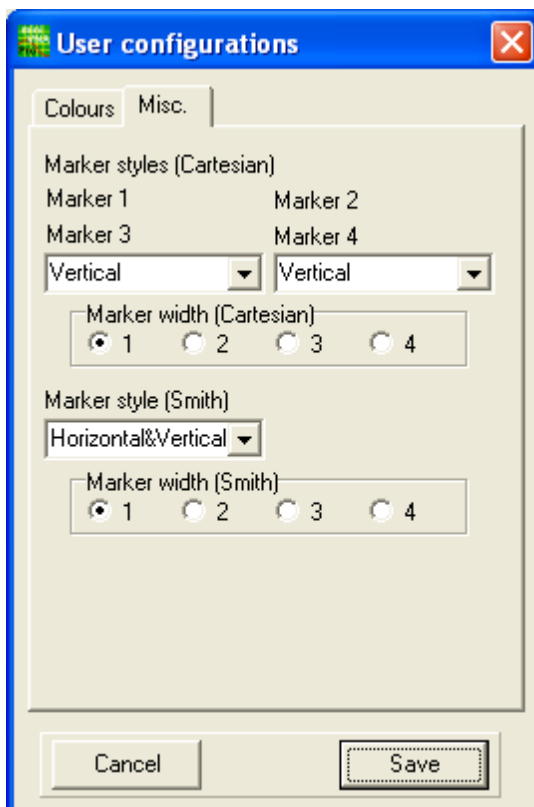 User configurations
Colours Misc.
Marker styles (Cartesian)
Marker 1 Marker 2
Marker 3 Marker 4
Vertical Vertical
Marker width (Cartesian)
1 2 3 4
Marker style (Smith)
Horizontal&Vertical
Marker width (Smith)
1 2 3 4
Cancel Save